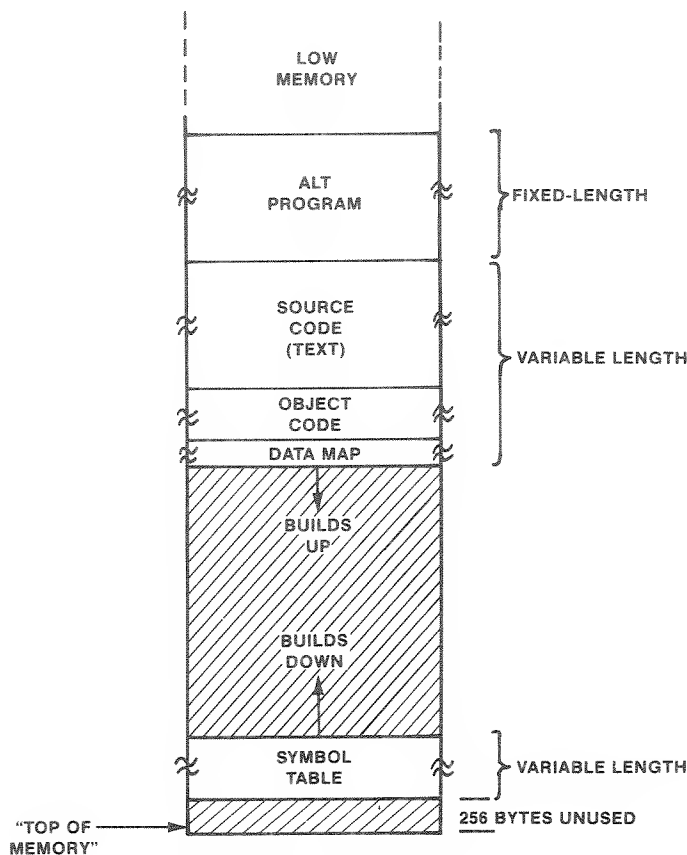 LOW
MEMORY
ALT
PROGRAM
FIXED-LENGTH
SOURCE
CODE
(TEXT)
VARIABLE LENGTH
OBJECT
CODE
DATA MAP
BUILDS
UP
BUILDS
DOWN
SYMBOL
TABLE
VARIABLE LENGTH
256 BYTES UNUSED
"TOP OF
MEMORY"